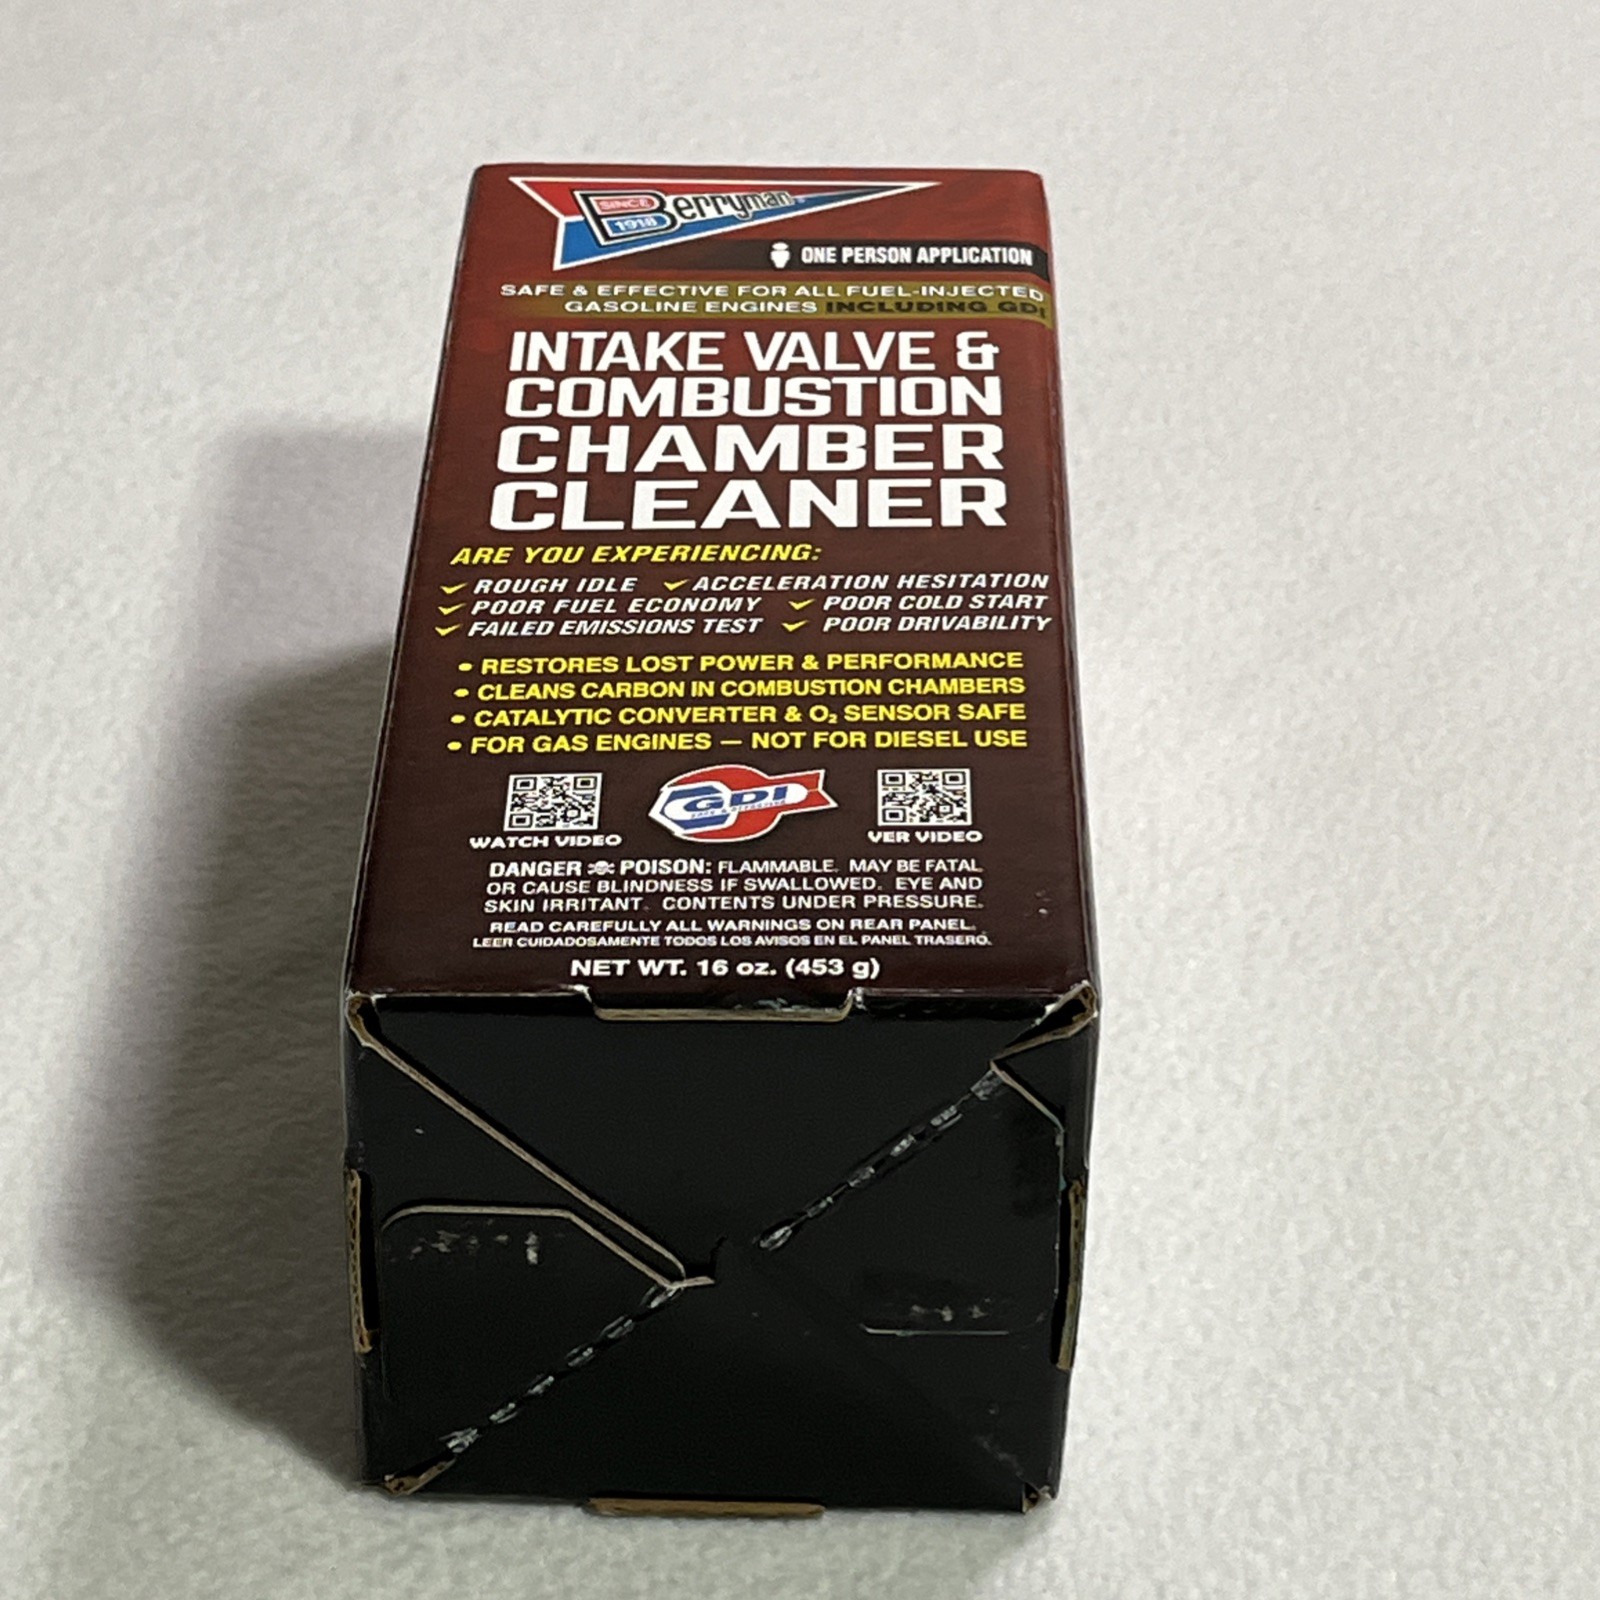 SINCE
1918
Berryman®
ONE PERSON APPLICATION
SAFE & EFFECTIVE FOR ALL FUEL-INJECTED
GASOLINE ENGINES INCLUDING GDI
INTAKE VALVE &
COMBUSTION
CHAMBER
CLEANER
ARE YOU EXPERIENCING:
ROUGH IDLE ACCELERATION HESITATION
POOR FUEL ECONOMY POOR COLD START
FAILED EMISSIONS TEST POOR DRIVABILITY
• RESTORES LOST POWER & PERFORMANCE
• CLEANS CARBON IN COMBUSTION CHAMBERS
• CATALYTIC CONVERTER & O₂ SENSOR SAFE
• FOR GAS ENGINES — NOT FOR DIESEL USE
GDI
WATCH VIDEO
VER VIDEO
DANGER POISON: FLAMMABLE. MAY BE FATAL
OR CAUSE BLINDNESS IF SWALLOWED. EYE AND
SKIN IRRITANT. CONTENTS UNDER PRESSURE.
READ CAREFULLY ALL WARNINGS ON REAR PANEL.
LEER CUIDADOSAMENTE TODOS LOS AVISOS EN EL PANEL TRASERO.
NET WT. 16 oz. (453 g)